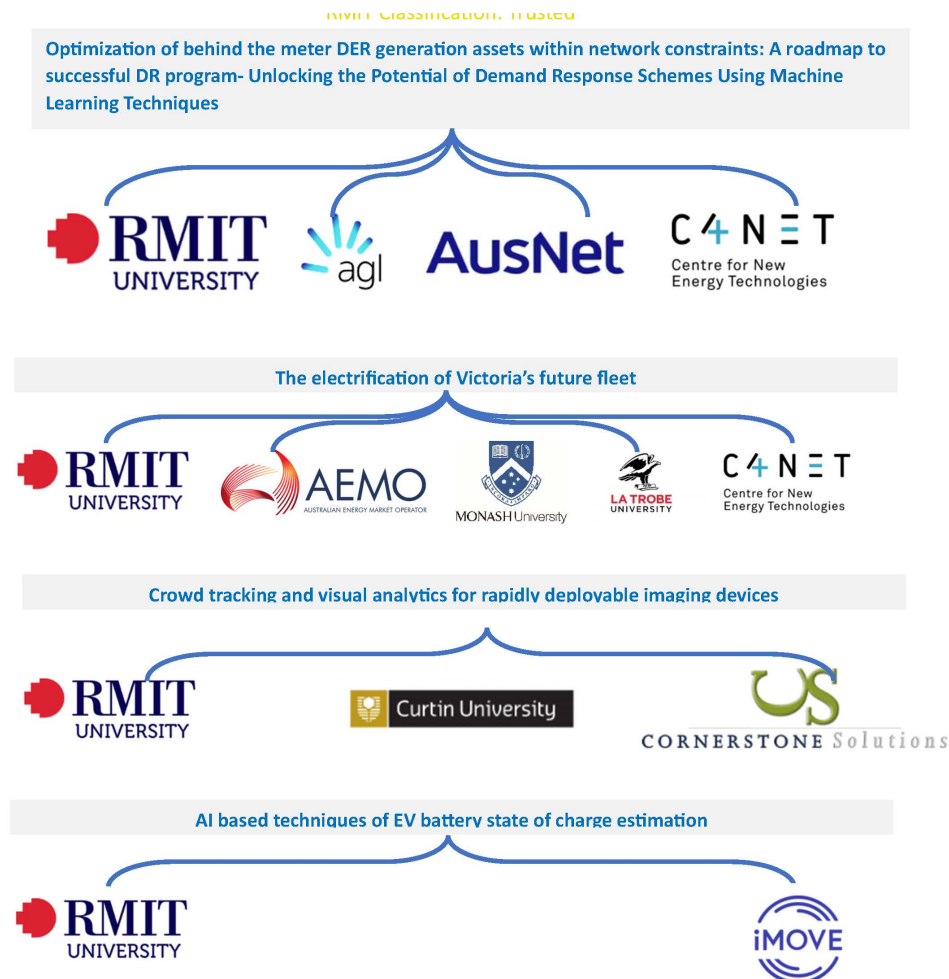 RMIT Classification: Trusted
Optimization of behind the meter DER generation assets within network constraints: A roadmap to
successful DR program- Unlocking the Potential of Demand Response Schemes Using Machine
Learning Techniques
RMIT UNIVERSITY
agl
AusNet
C4NET
Centre for New
Energy Technologies
The electrification of Victoria's future fleet
RMIT UNIVERSITY
AEMO
AUSTRALIAN ENERGY MARKET OPERATOR
MONASH University
LA TROBE
UNIVERSITY
C4NET
Centre for New
Energy Technologies
Crowd tracking and visual analytics for rapidly deployable imaging devices
RMIT UNIVERSITY
Curtin University
CS
CORNERSTONE Solutions
AI based techniques of EV battery state of charge estimation
RMIT UNIVERSITY
iMOVE